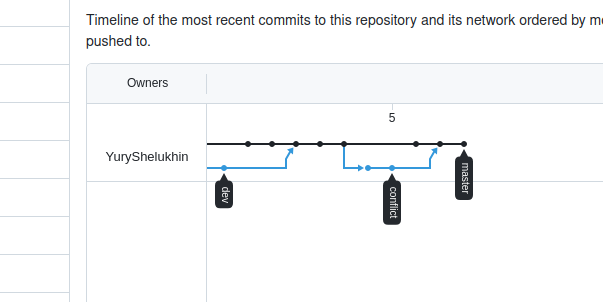 Timeline of the most recent commits to this repository and its network ordered by
pushed to.
Owners
5
YuryShelukhin
dev
conflict
master